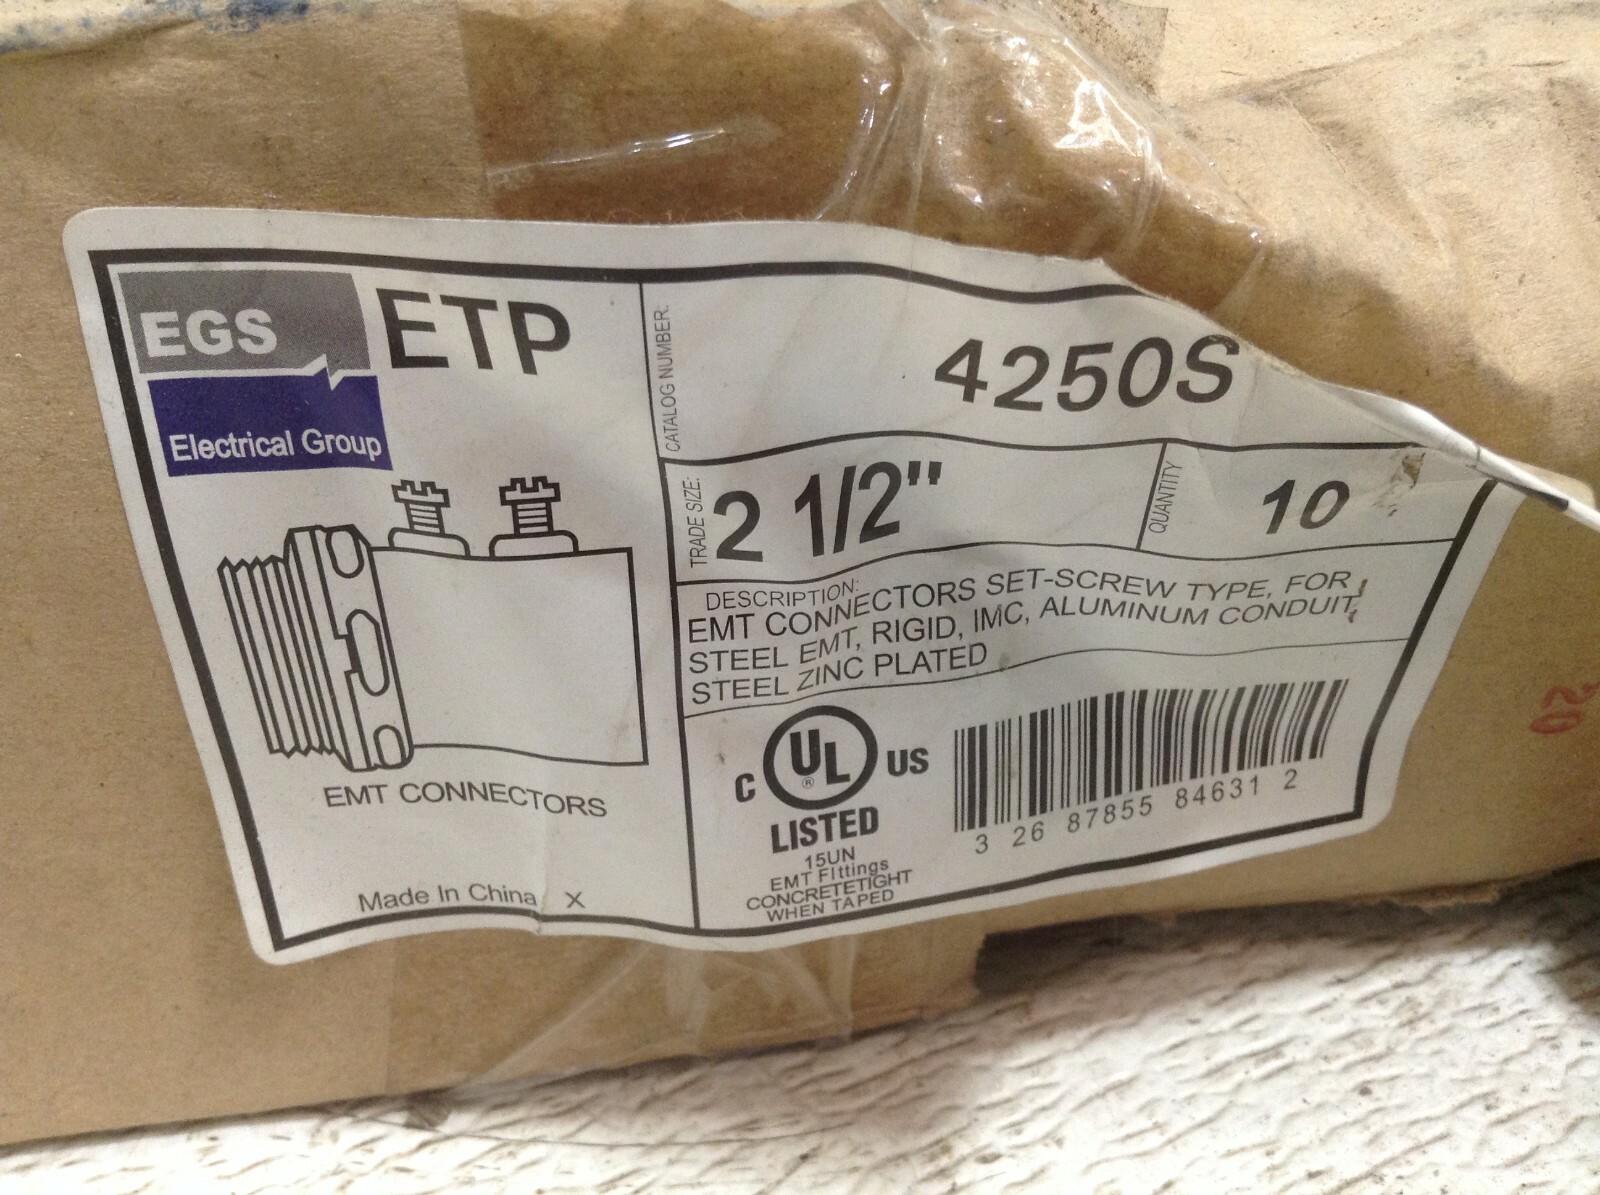 EGS
Electrical Group
ETP
EMT CONNECTORS
Made In China X
CATALOG NUMBER:
4250S
TRADE SIZE:
2 1/2"
QUANTITY
10
DESCRIPTION:
EMT CONNECTORS SET-SCREW TYPE, FOR
STEEL EMT, RIGID, IMC, ALUMINUM CONDUIT,
STEEL ZINC PLATED
C UL ® US
LISTED
15UN
EMT FIttings
CONCRETETIGHT
WHEN TAPED
3 26 87855 84631 2
20